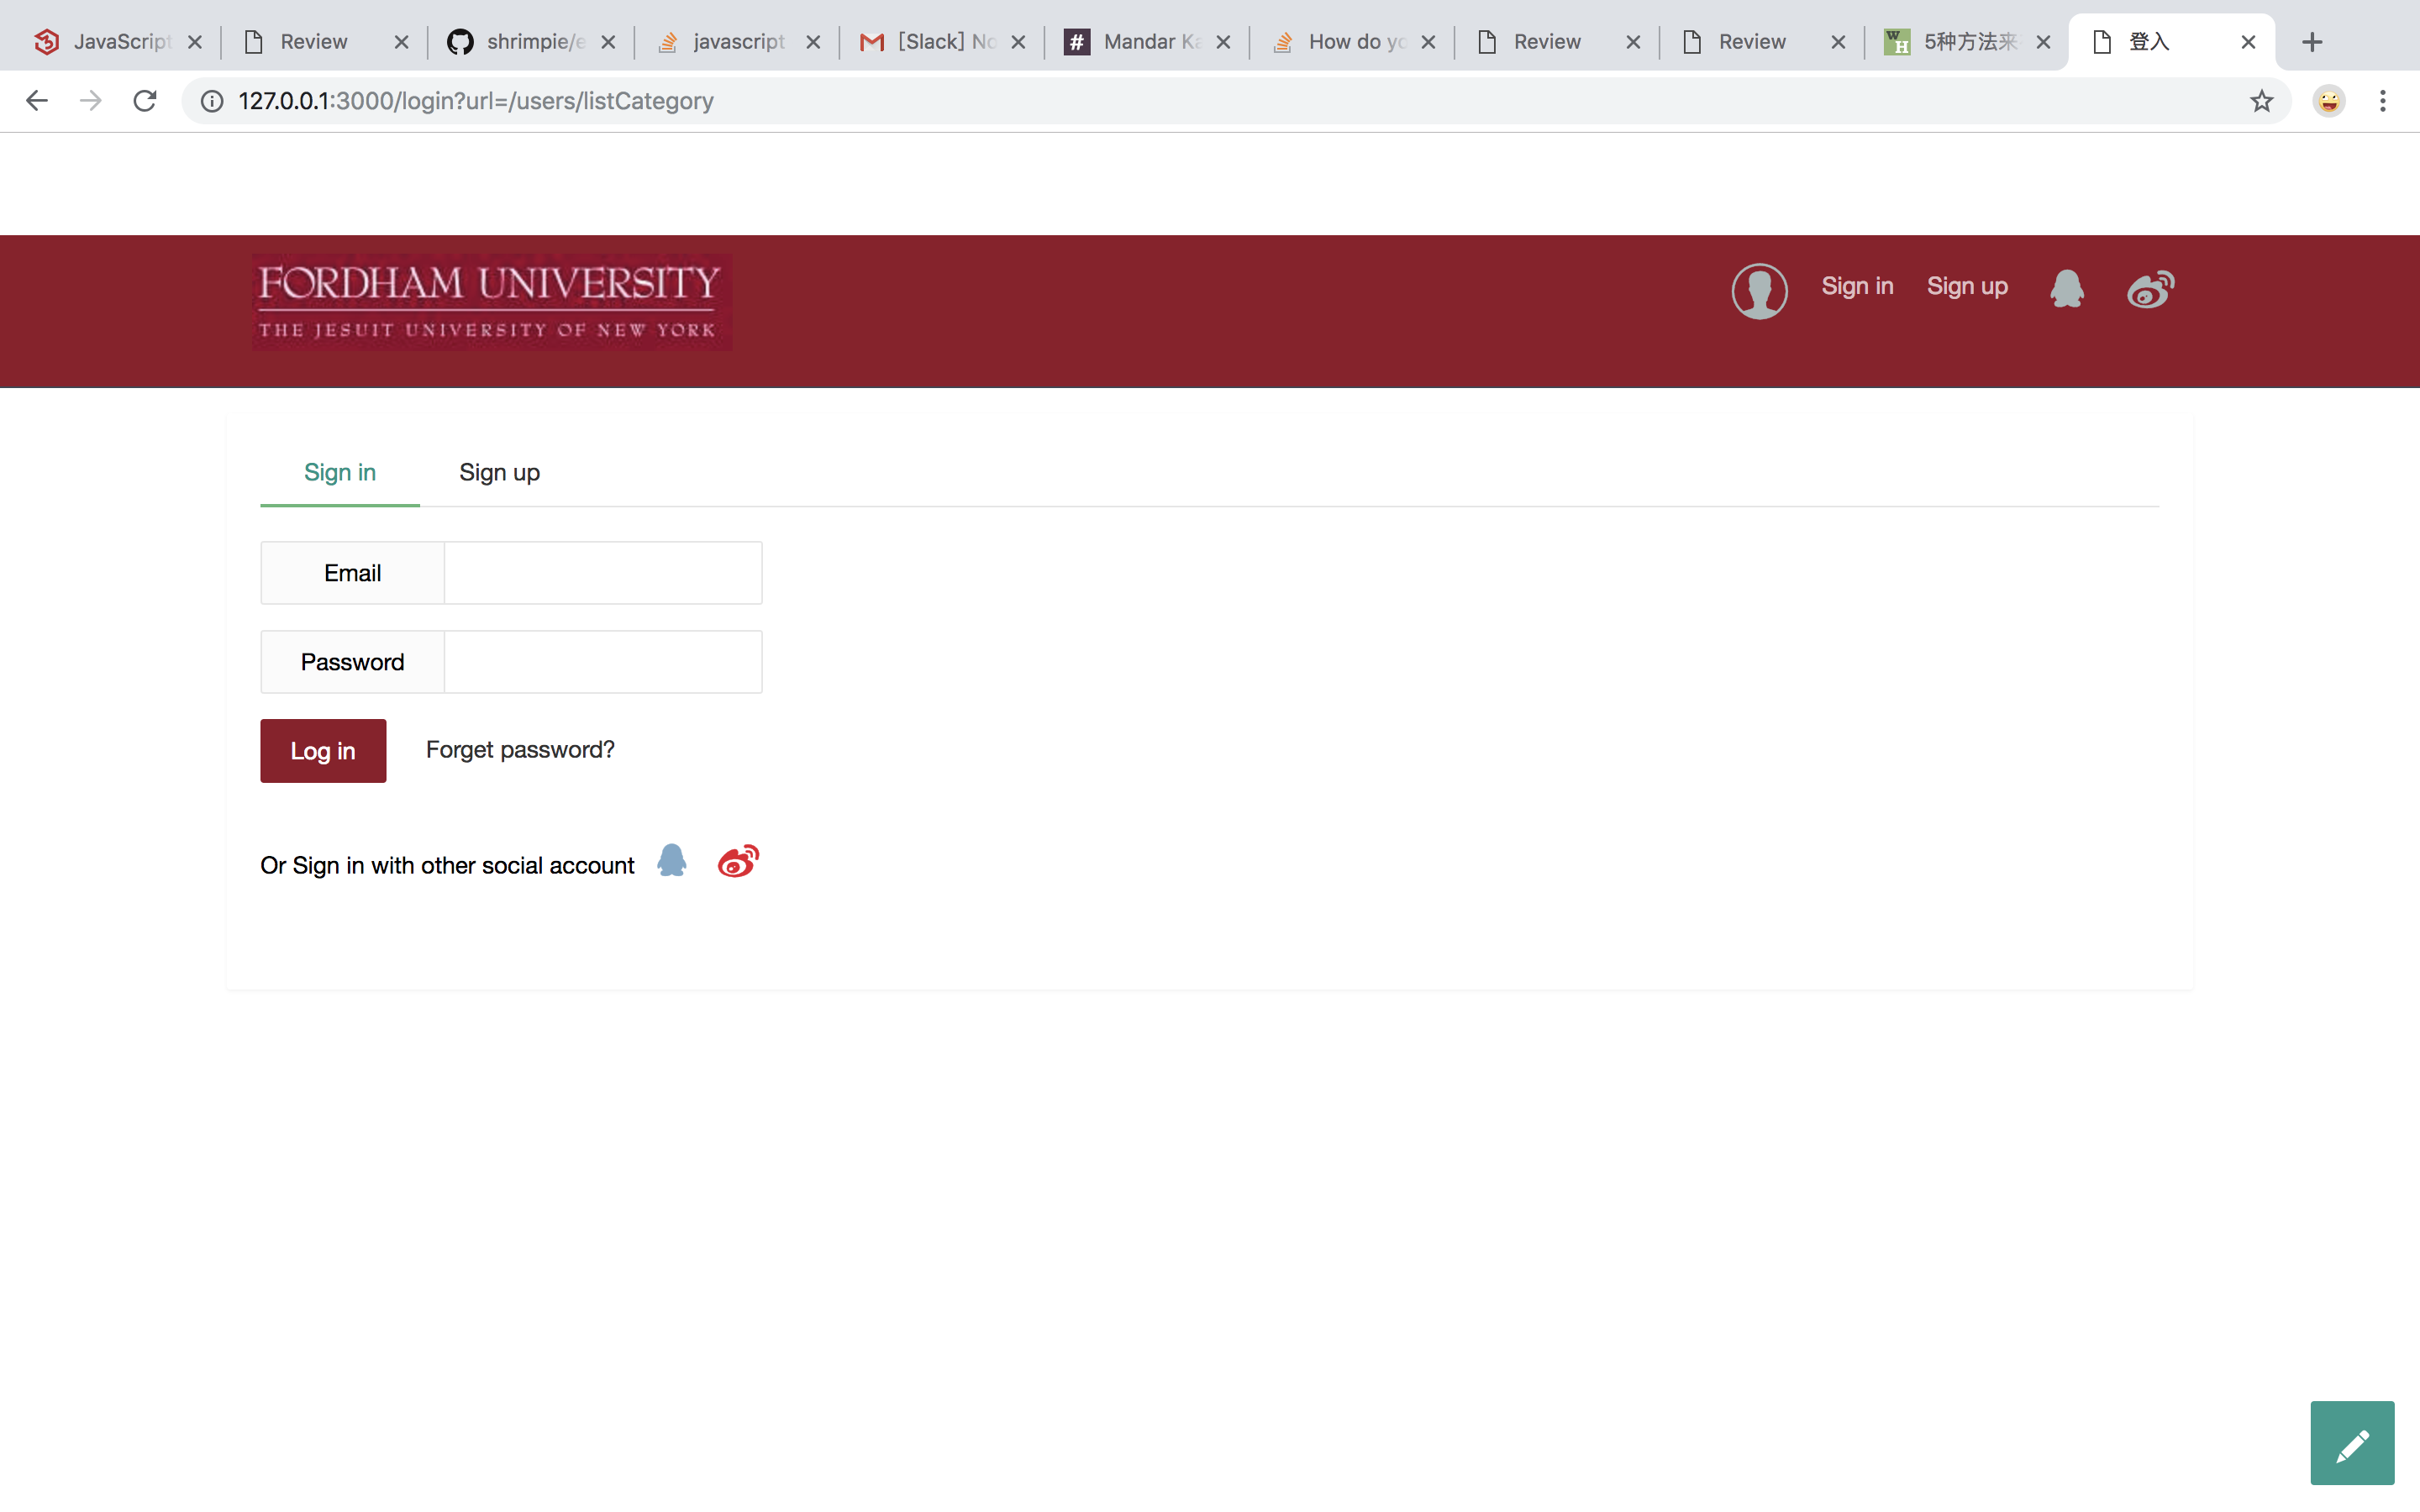 JavaScript
Review
shrimpie/e
javascript
[Slack] No
Mandar Ka
How do yo
Review
Review
5种方法来
登入
127.0.0.1:3000/login?url=/users/listCategory
FORDHAM UNIVERSITY
THE JESUIT UNIVERSITY OF NEW YORK
Sign in
Sign up
Sign in
Sign up
Email
Password
Log in
Forget password?
Or Sign in with other social account